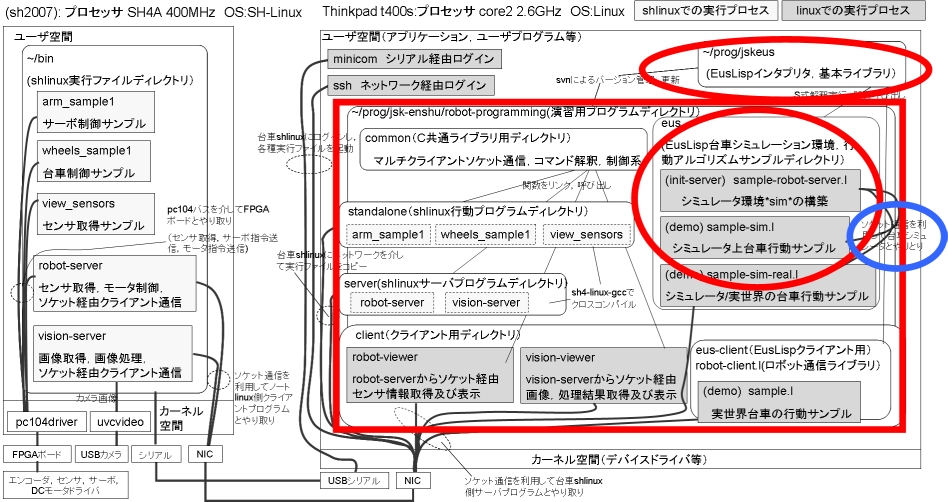 (sh2007): プロセッサ SH4A 400MHz OS:SH-Linux
Thinkpad t400s:プロセッサ core2 2.6GHz OS:Linux
shlinuxでの実行プロセス
linuxでの実行プロセス
ユーザ空間
~/bin
(shlinux実行ファイルディレクトリ)
arm_sample1
サーボ制御サンプル
wheels_sample1
台車制御サンプル
view_sensors
センサ取得サンプル
pc104バスを介してFPGA
ボードとやり取り
(センサ取得, サーボ指令送
信, モータ指令送信)
robot-server
センサ取得, モータ制御,
ソケット経由クライアント通信
vision-server
画像取得, 画像処理,
ソケット経由クライアント通信
カメラ画像
ソケット通信を
利用してノート
linux側クライ
アントプログラム
とやり取り
pc104driver
uvcvideo
カーネル
空間
FPGAボード
USBカメラ
シリアル
NIC
エンコーダ, センサ, サーボ,
DCモータドライバ
ユーザ空間(アプリケーション, ユーザプログラム等)
minicom シリアル経由ログイン
ssh ネットワーク経由ログイン
svnによるバージョン管理, 更新
~/prog/jskeus
(EusLispインタプリタ, 基本ライブラリ)
~/prog/jsk-enshu/robot-programming(演習用プログラムディレクトリ)
台車shlinuxにログインし,
各種実行ファイルを起動
common(C共通ライブラリ用ディレクトリ)
マルチクライアントソケット通信, コマンド解釈, 制御系
関数をリンク, 呼び出し
standalone(shlinux行動プログラムディレクトリ)
arm_sample1
wheels_sample1
view_sensors
台車shlinuxにネットワークを介し
て実行ファイルをコピー
server(shlinuxサーバプログラムディレクトリ)
robot-server
vision-server
sh4-linux-gccで
クロスコンパイル
eus
(EusLisp台車シミュレーション環境, 行
動アルゴリズムサンプルディレクトリ)
(init-server) sample-robot-server.l
シミュレータ環境*sim*の構築
(demo) sample-sim.l
シミュレータ上台車行動サンプル
(demo) sample-sim-real.l
シミュレータ/実世界の台車行動サンプル
client(クライアント用ディレクトリ)
robot-viewer
robot-serverからソケット経由
センサ情報取得及び表示
vision-viewer
vision-serverからソケット経由
画像, 処理結果取得及び表示
eus-client(EusLispクライアント用)
robot-client.l(ロボット通信ライブラリ)
(demo) sample.l
実世界台車の行動サンプル
カーネル空間(デバイスドライバ等)
USBシリアル
NIC
ソケット通信を利用して台車shlinux
側サーバプログラムとやり取り